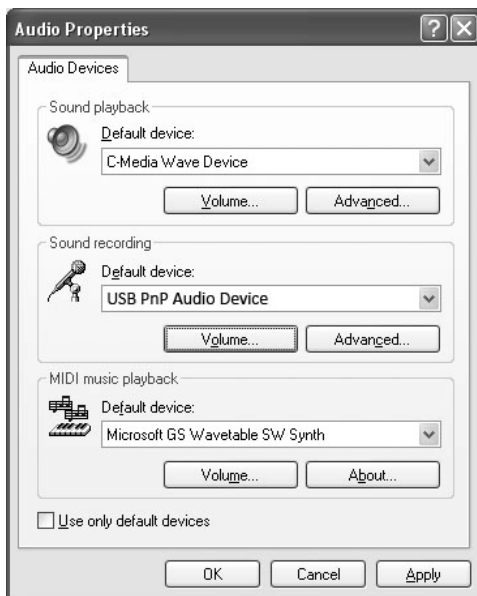 Audio Properties
Audio Devices
Sound playback
Default device:
C-Media Wave Device
Volume... Advanced...
Sound recording
Default device:
USB PnP Audio Device
Volume... Advanced...
MIDI music playback
Default device:
Microsoft GS Wavetable SW Synth
Volume... About...
Use only default devices
OK Cancel Apply